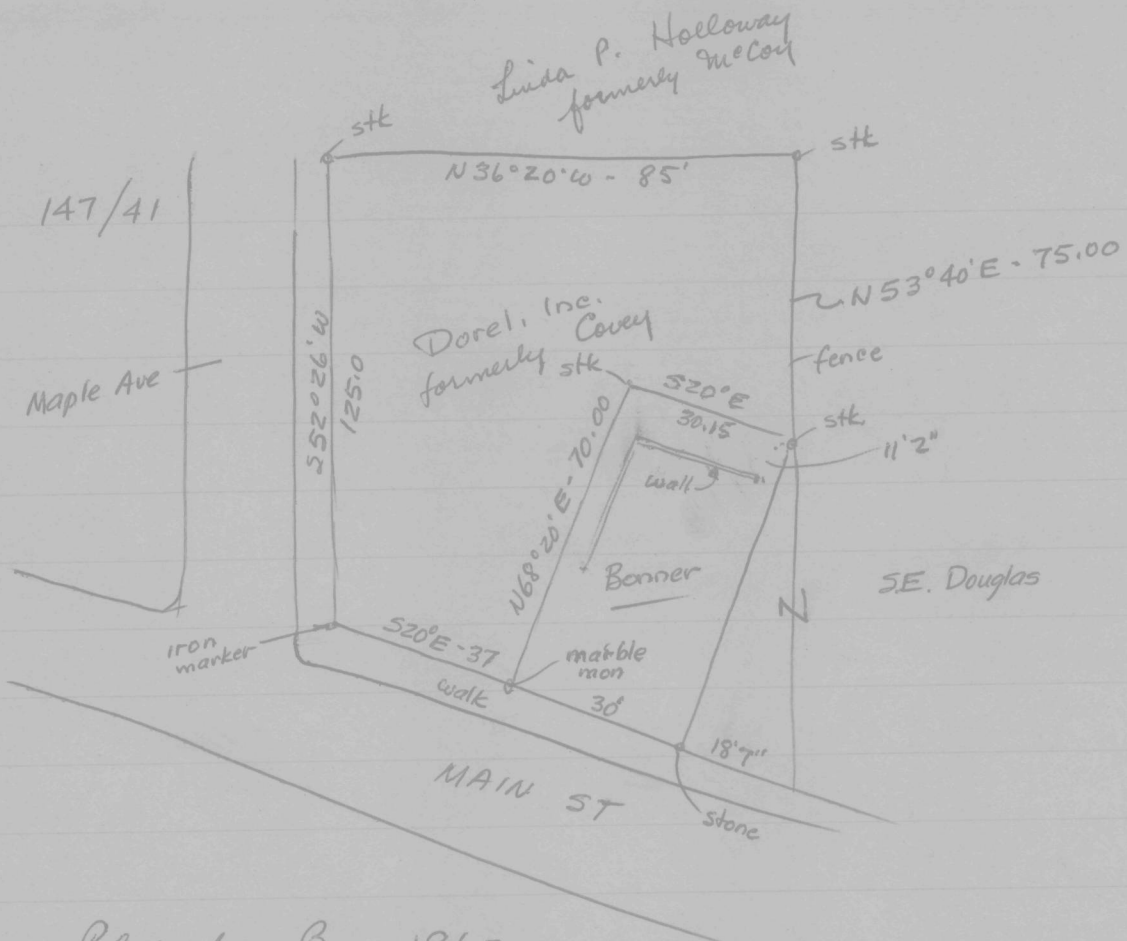 Linda P. Holloway
formerly McCoy
stk
stk
N 36°20'W - 85'
147/41
N 53°40'E - 75.00
Dorel, Inc.
formerly Covey
S52°26'W
125.0
Maple Ave
fence
stk
S20°E
30.15
stk
11'2"
wall
N68°20'E - 70.00
Bonner
S.E. Douglas
N
iron
marker
S20°E - 37
marble
mon
walk
30'
18'7"
MAIN ST
stone